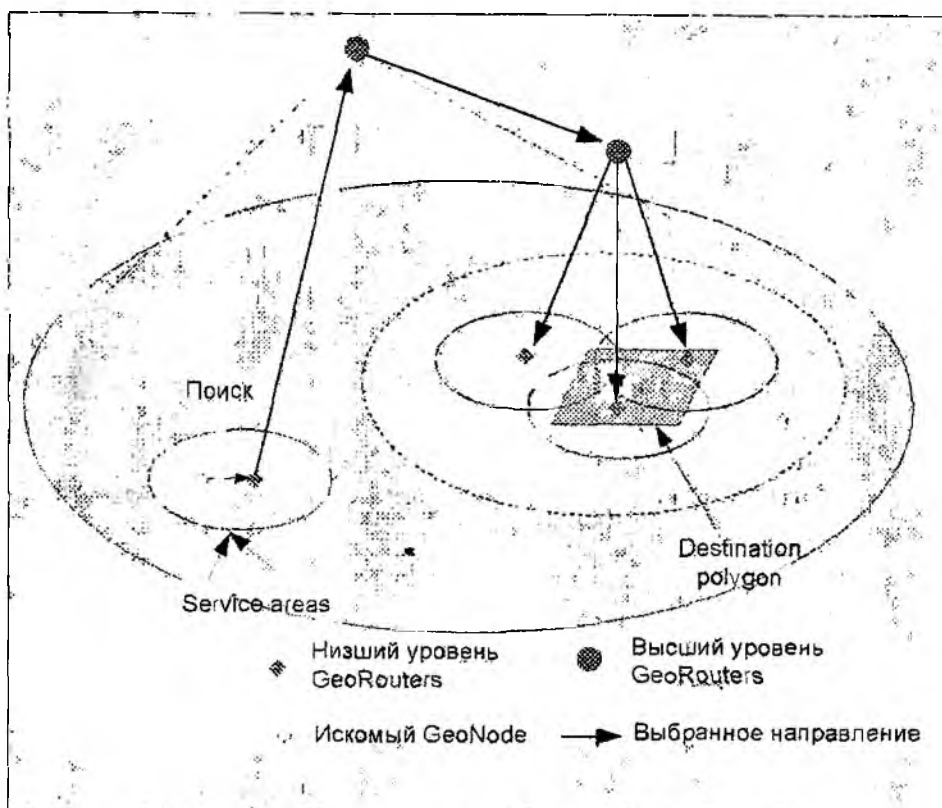 Поиск
Service areas
Destination
polygon
Низший уровень
GeoRouters
Высший уровень
GeoRouters
Искомый GeoNode
Выбранное направление